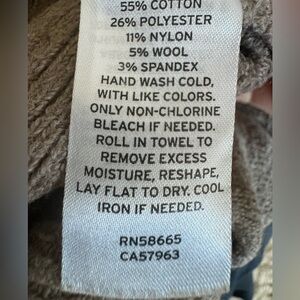 55% COTTON
26% POLYESTER
11% NYLON
5% WOOL
3% SPANDEX
HAND WASH COLD,
WITH LIKE COLORS.
ONLY NON-CHLORINE
BLEACH IF NEEDED.
ROLL IN TOWEL TO
REMOVE EXCESS
MOISTURE, RESHAPE,
LAY FLAT TO DRY. COOL
IRON IF NEEDED.
RN58665
CA57963